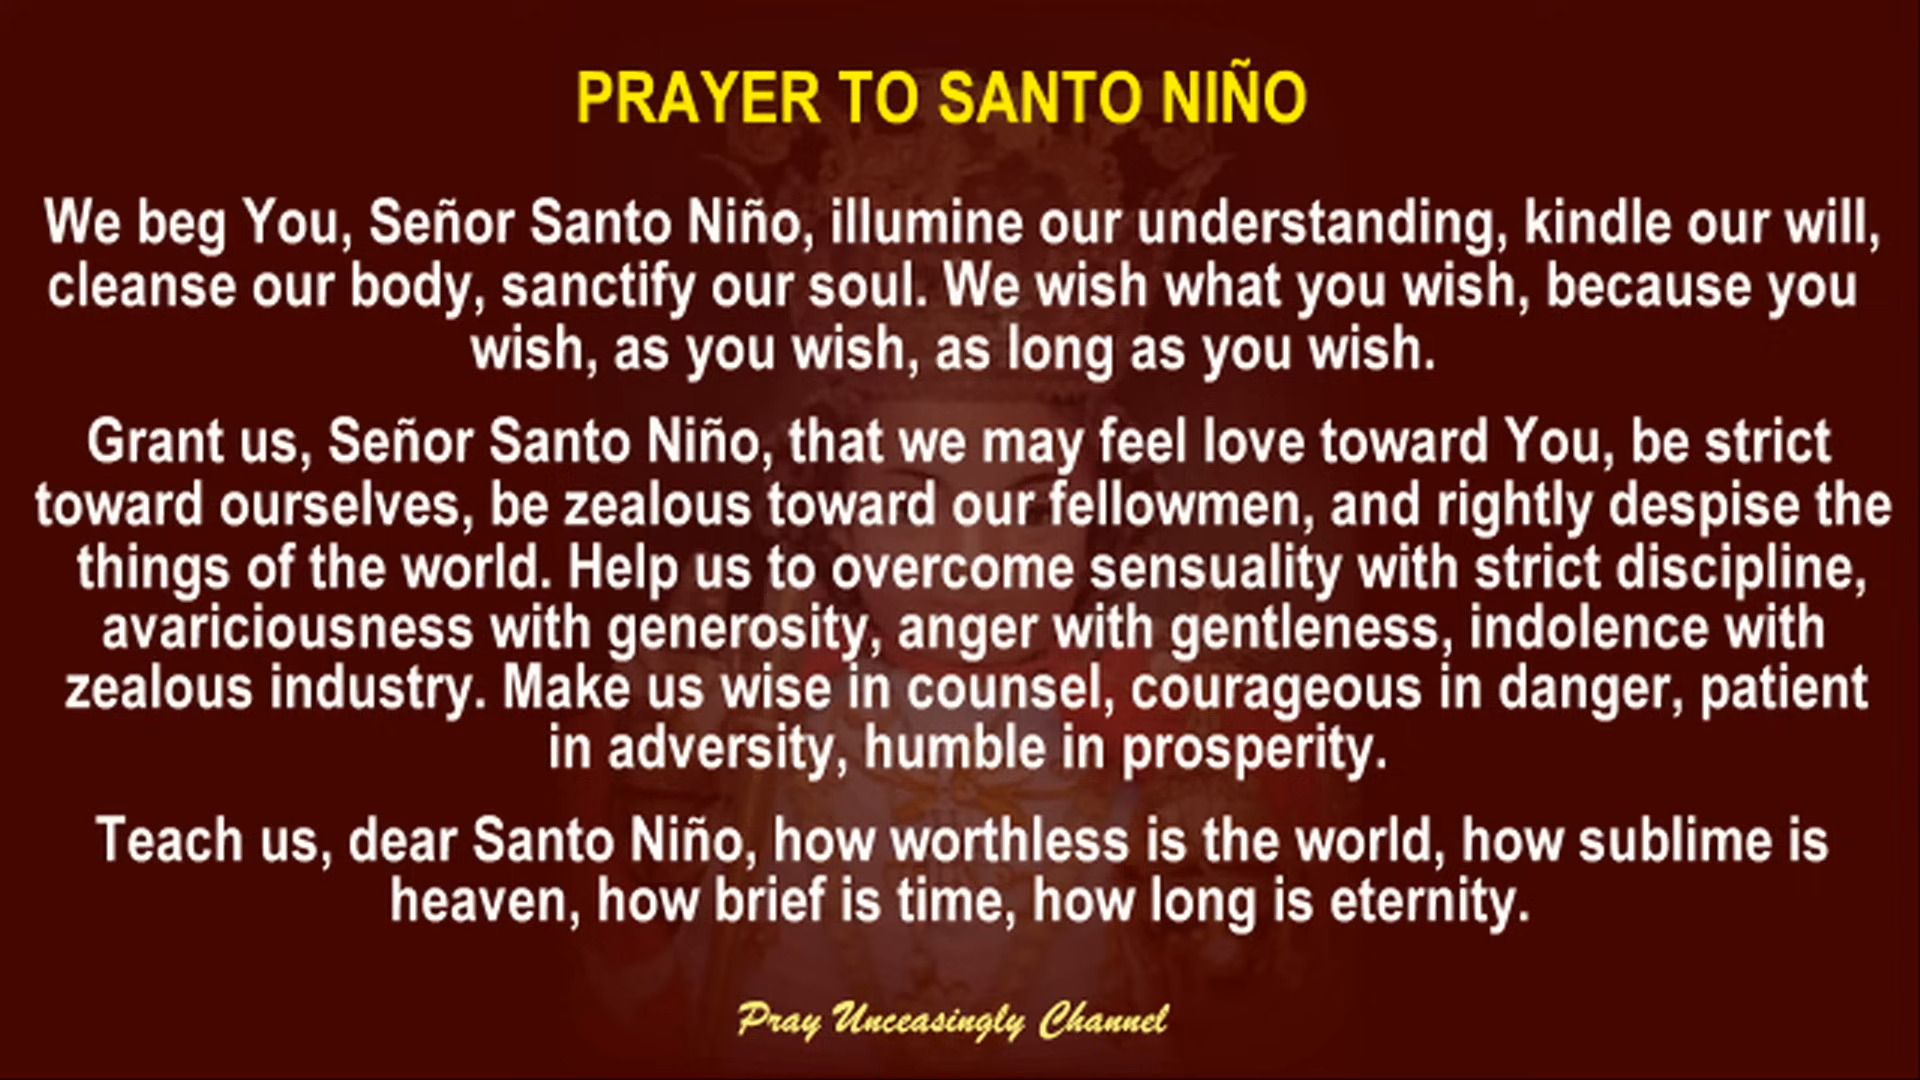 PRAYER TO SANTO NIÑO
We beg You, Señor Santo Niño, illumine our understanding, kindle our will,
cleanse our body, sanctify our soul. We wish what you wish, because you
wish, as you wish, as long as you wish.
Grant us, Señor Santo Niño, that we may feel love toward You, be strict
toward ourselves, be zealous toward our fellowmen, and rightly despise the
things of the world. Help us to overcome sensuality with strict discipline,
avariciousness with generosity, anger with gentleness, indolence with
zealous industry. Make us wise in counsel, courageous in danger, patient
in adversity, humble in prosperity.
Teach us, dear Santo Niño, how worthless is the world, how sublime is
heaven, how brief is time, how long is eternity.
Pray Unceasingly Channel